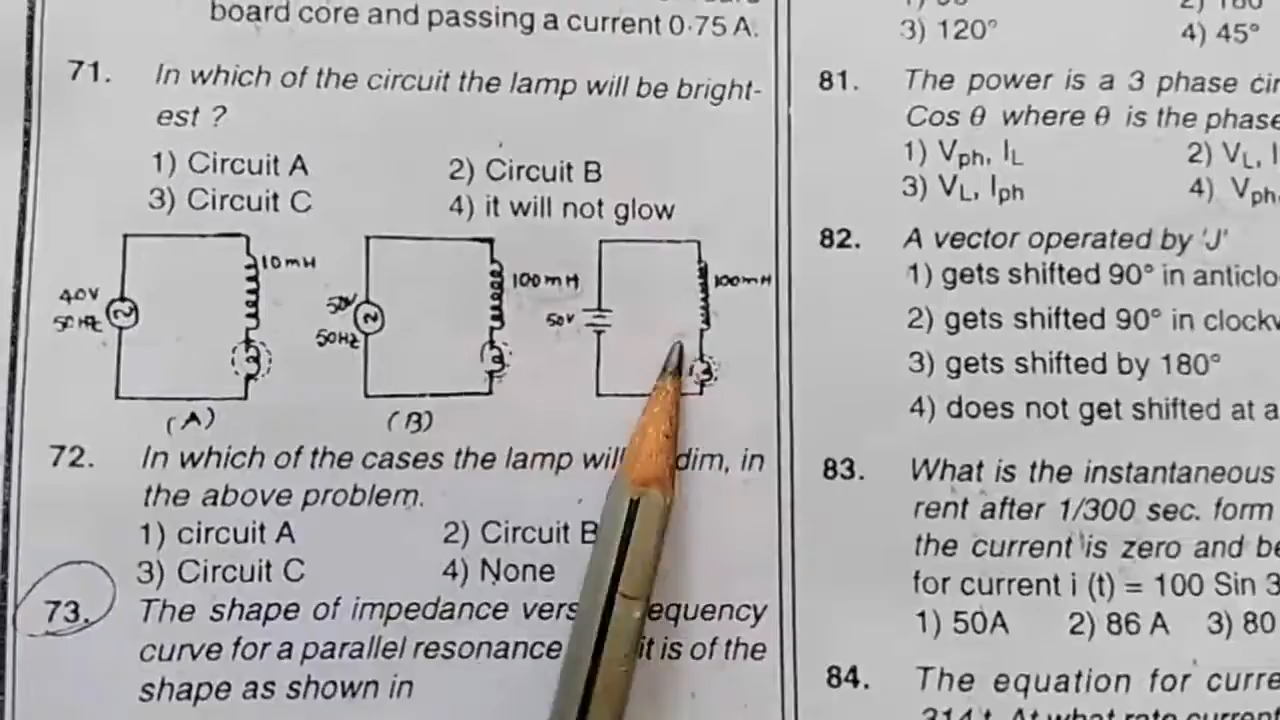 board core and passing a current 0·75 A.
71. In which of the circuit the lamp will be bright-
est ?
1) Circuit A 2) Circuit B
3) Circuit C 4) it will not glow
10mH
40V
50Hz
(A)
100mH
50V
50Hz
(B)
100mH
50V
72. In which of the cases the lamp will dim, in
the above problem.
1) circuit A 2) Circuit B
3) Circuit C 4) None
73. The shape of impedance vers equency
curve for a parallel resonance it is of the
shape as shown in
3) 120° 4) 45°
81. The power is a 3 phase cir
Cos θ where θ is the phase
1) Vph, IL 2) VL, I
3) VL, Iph 4) Vph
82. A vector operated by 'J'
1) gets shifted 90° in anticlo
2) gets shifted 90° in clockw
3) gets shifted by 180°
4) does not get shifted at a
83. What is the instantaneous
rent after 1/300 sec. form
the current is zero and be
for current i (t) = 100 Sin 3
1) 50A 2) 86 A 3) 80
84. The equation for curre